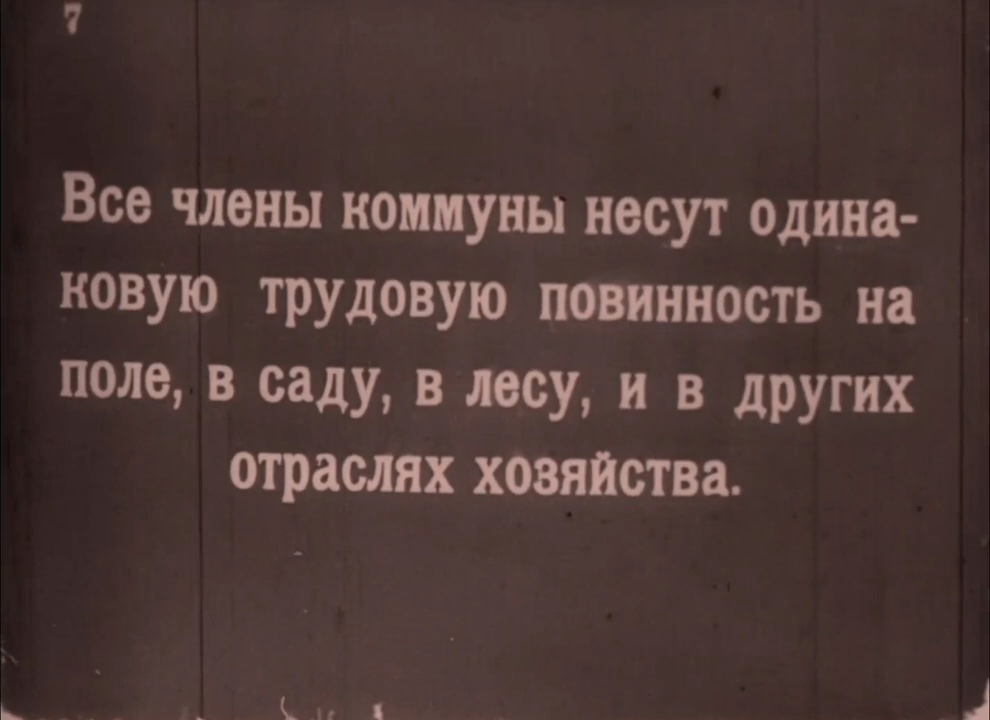 7
Все члены коммуны несут одина-
ковую трудовую повинность на
поле, в саду, в лесу, и в других
отраслях хозяйства.